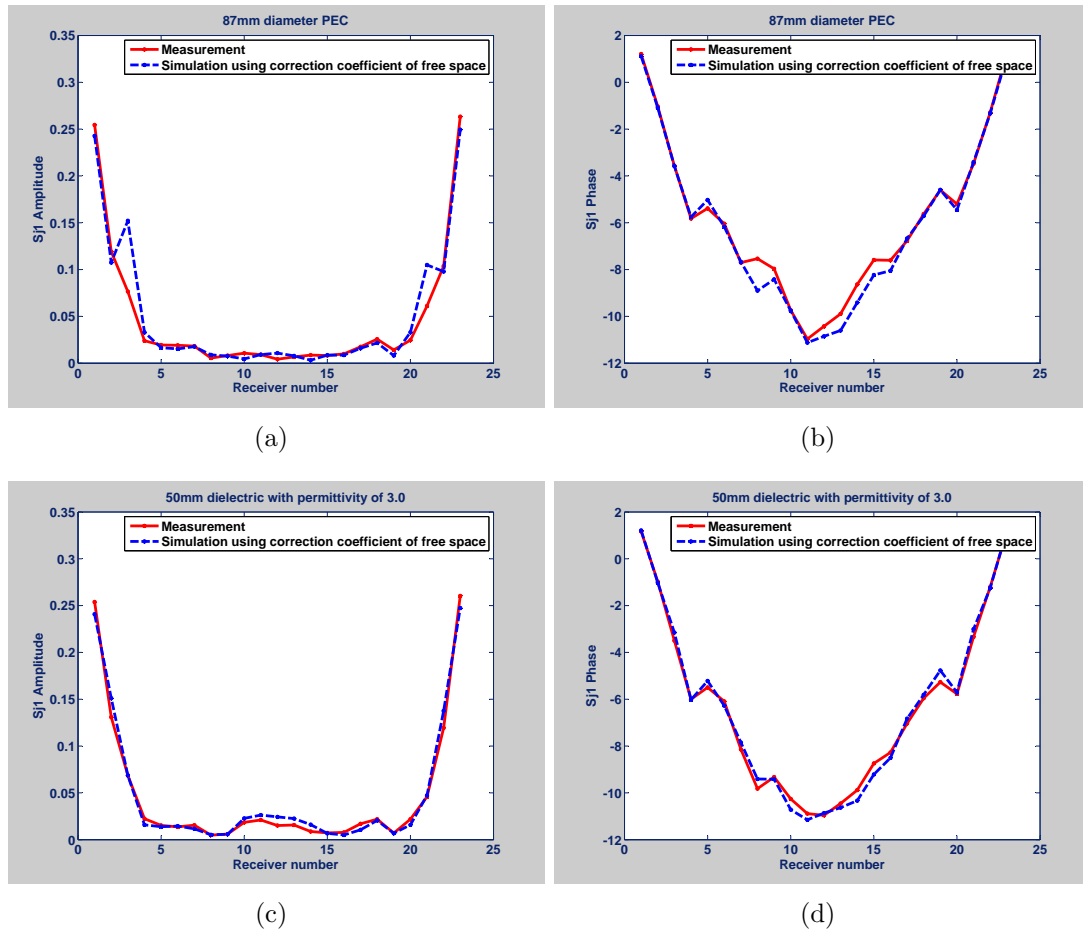 87mm diameter PEC
Measurement
Simulation using correction coefficient of free space
Sj1 Amplitude
0.35
0.3
0.25
0.2
0.15
0.1
0.05
0
0 5 10 15 20 25
Receiver number
(a)
87mm diameter PEC
Measurement
Simulation using correction coefficient of free space
Sj1 Phase
2
0
-2
-4
-6
-8
-10
-12
0 5 10 15 20 25
Receiver number
(b)
50mm dielectric with permittivity of 3.0
Measurement
Simulation using correction coefficient of free space
Sj1 Amplitude
0.35
0.3
0.25
0.2
0.15
0.1
0.05
0
0 5 10 15 20 25
Receiver number
(c)
50mm dielectric with permittivity of 3.0
Measurement
Simulation using correction coefficient of free space
Sj1 Phase
2
0
-2
-4
-6
-8
-10
-12
0 5 10 15 20 25
Receiver number
(d)